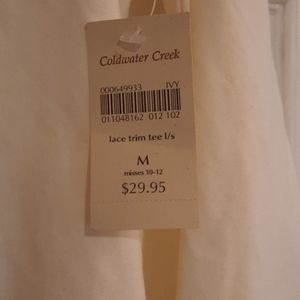 Coldwater Creek
000649933 IVY
011048162 012 102
lace trim tee l/s
M
misses 10-12
$29.95